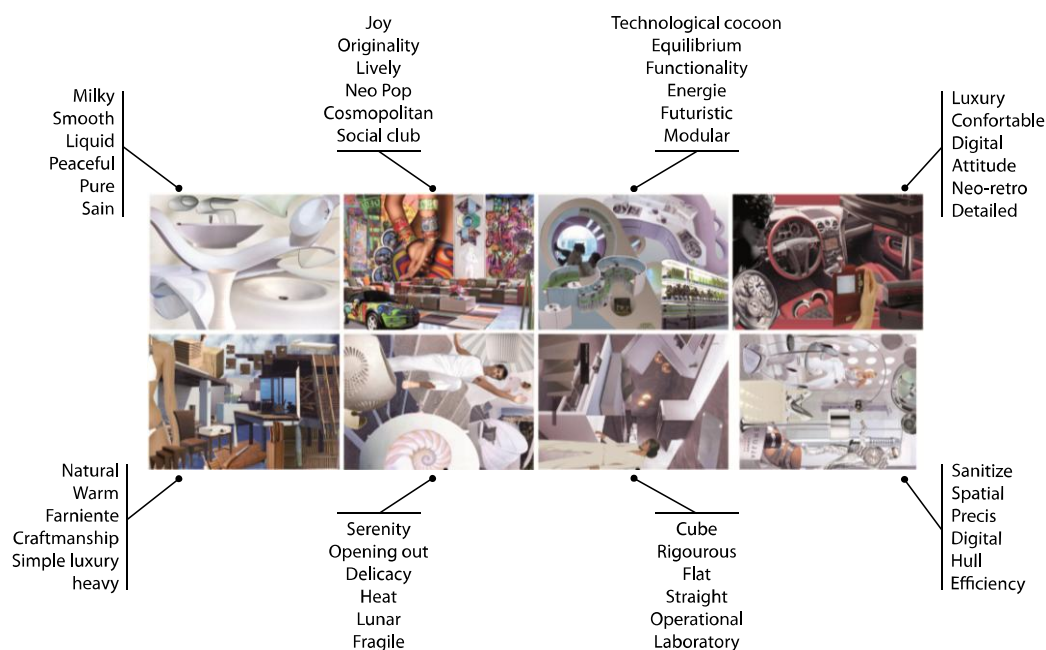 Joy
Originality
Lively
Neo Pop
Cosmopolitan
Social club
Technological cocoon
Equilibrium
Functionality
Energie
Futuristic
Modular
Milky
Smooth
Liquid
Peaceful
Pure
Sain
Luxury
Confortable
Digital
Attitude
Neo-retro
Detailed
Natural
Warm
Farniente
Craftmanship
Simple luxury
heavy
Serenity
Opening out
Delicacy
Heat
Lunar
Fragile
Cube
Rigourous
Flat
Straight
Operational
Laboratory
Sanitize
Spatial
Precis
Digital
Hull
Efficiency